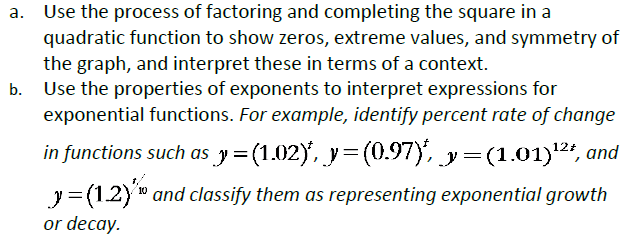 a. Use the process of factoring and completing the square in a
quadratic function to show zeros, extreme values, and symmetry of
the graph, and interpret these in terms of a context.
b. Use the properties of exponents to interpret expressions for
exponential functions. For example, identify percent rate of change
in functions such as y = (1.02)^t, y = (0.97)^t, y = (1.01)^12t, and
y = (1.2)^t/10 and classify them as representing exponential growth
or decay.